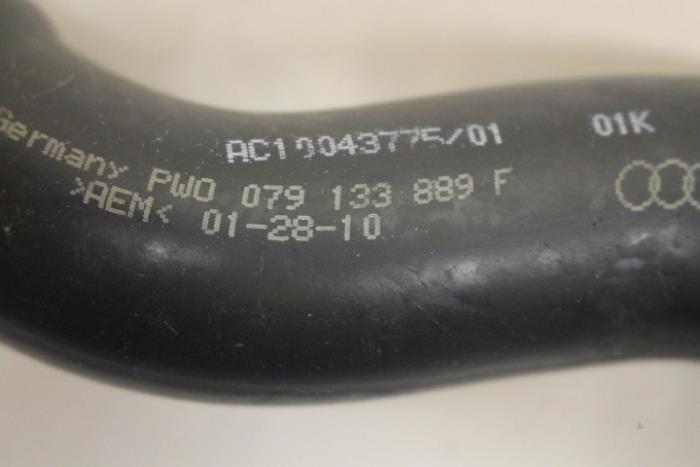 AC10043775/01 01K
Germany PWO 079 133 889 F
>AEM< 01-28-10